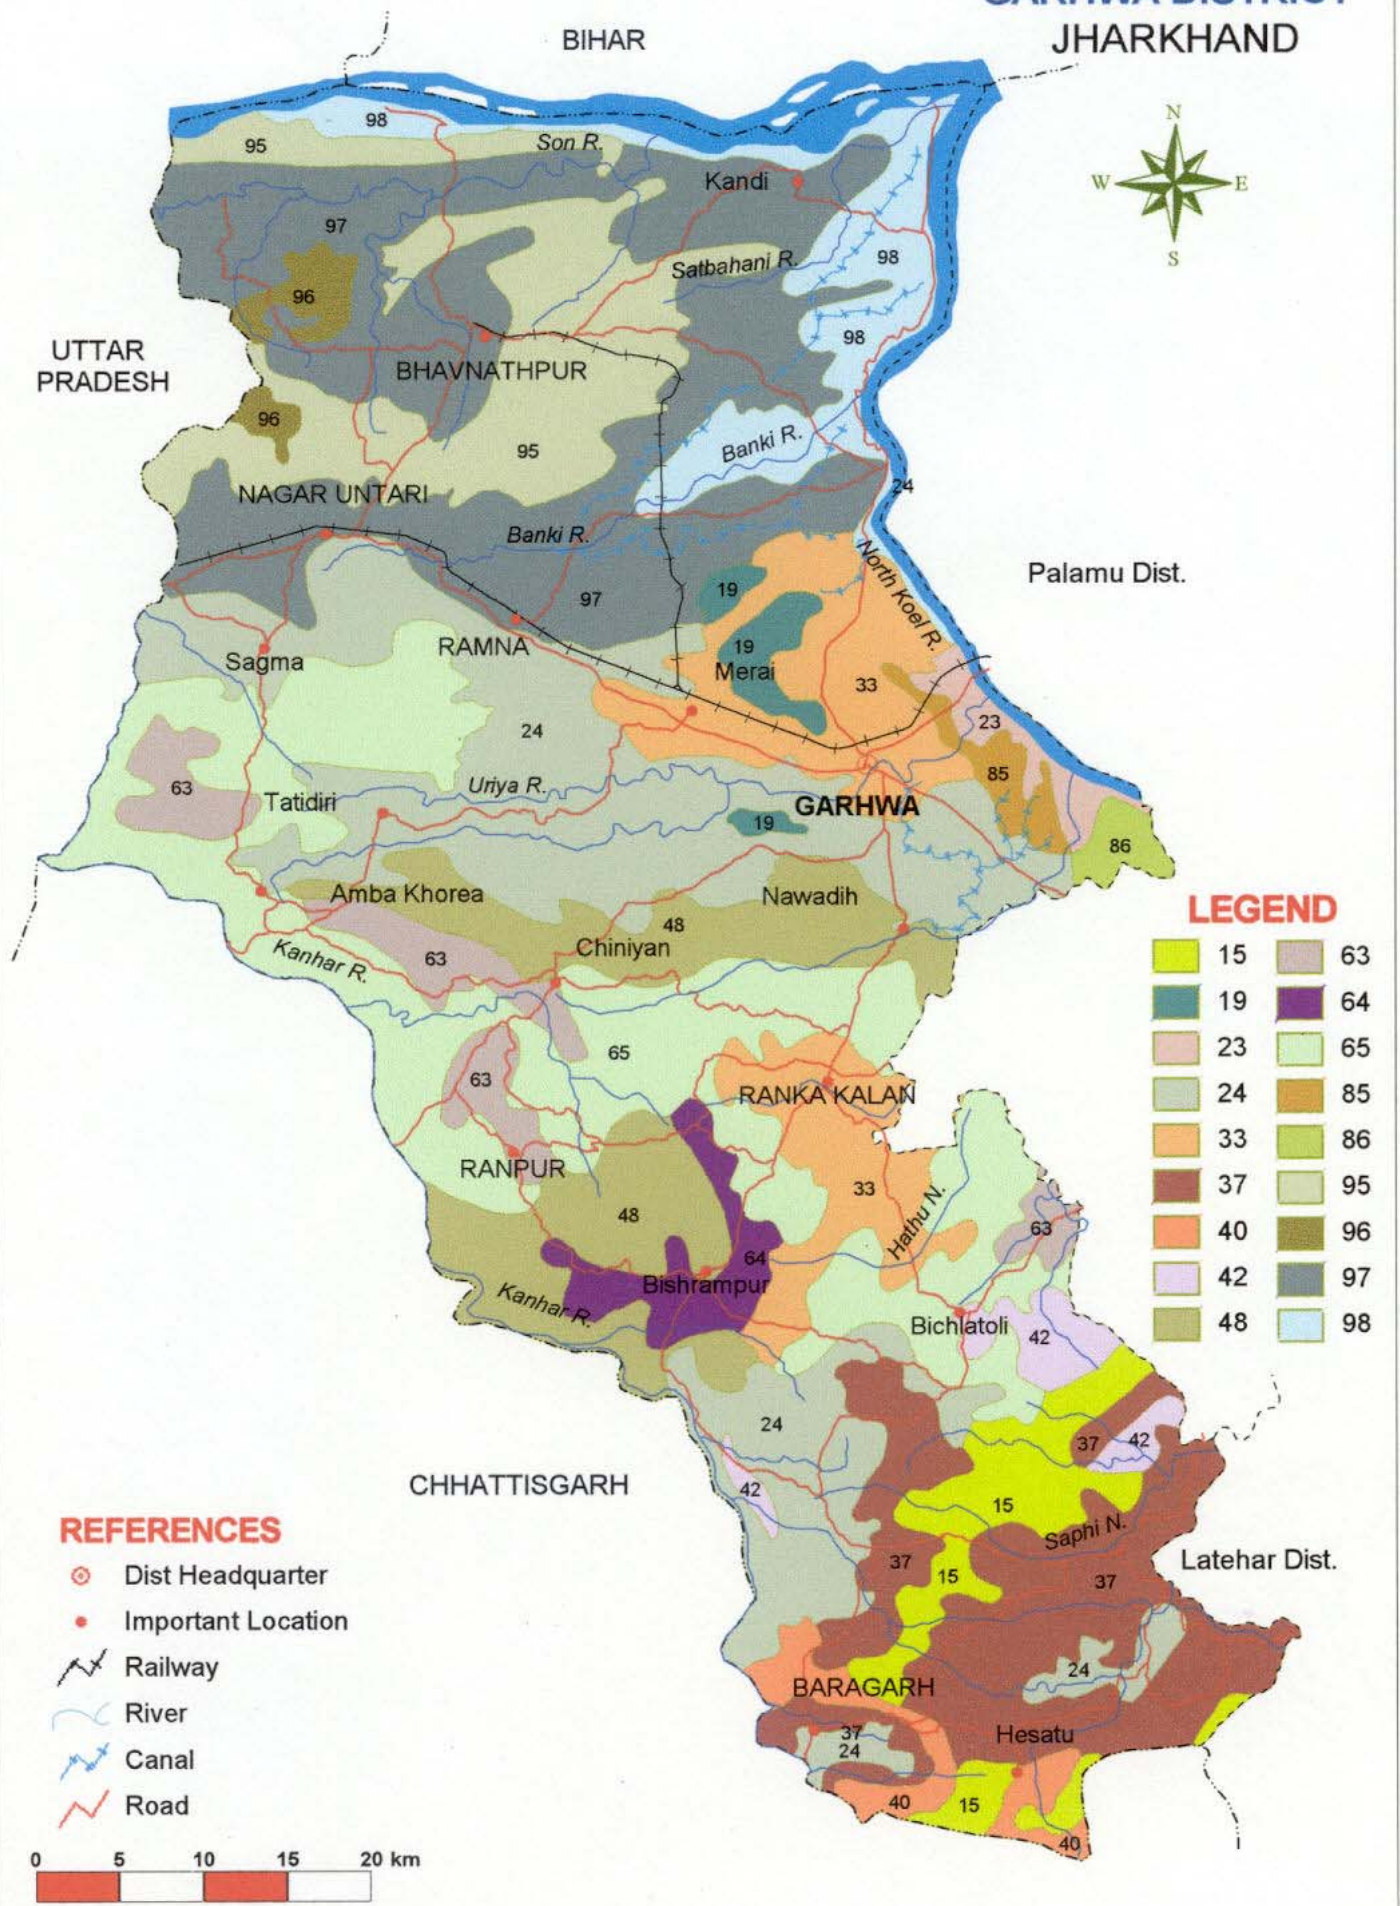 GARHWA DISTRICT
JHARKHAND
BIHAR
N
W
E
S
98
95
Son R.
Kandi
97
98
Satbahani R.
96
98
UTTAR
PRADESH
BHAVNATHPUR
96
95
Banki R.
NAGAR UNTARI
24
Banki R.
North Koel R.
Palamu Dist.
19
97
19
RAMNA
Sagma
Merai
33
23
24
85
63
Uriya R.
Tatidiri
GARHWA
19
86
Amba Khorea
Nawadih
48
Chiniyan
63
Kanhar R.
65
63
RANKA KALAN
RANPUR
33
48
Hathu N.
63
64
Bishrampur
Kanhar R.
Bichlatoli
42
24
37
42
CHHATTISGARH
42
15
Saphi N.
37
15
37
Latehar Dist.
24
BARAGARH
37
24
Hesatu
40
15
40
LEGEND
15
63
19
64
23
65
24
85
33
86
37
95
40
96
42
97
48
98
REFERENCES
Dist Headquarter
Important Location
Railway
River
Canal
Road
0 5 10 15 20 km